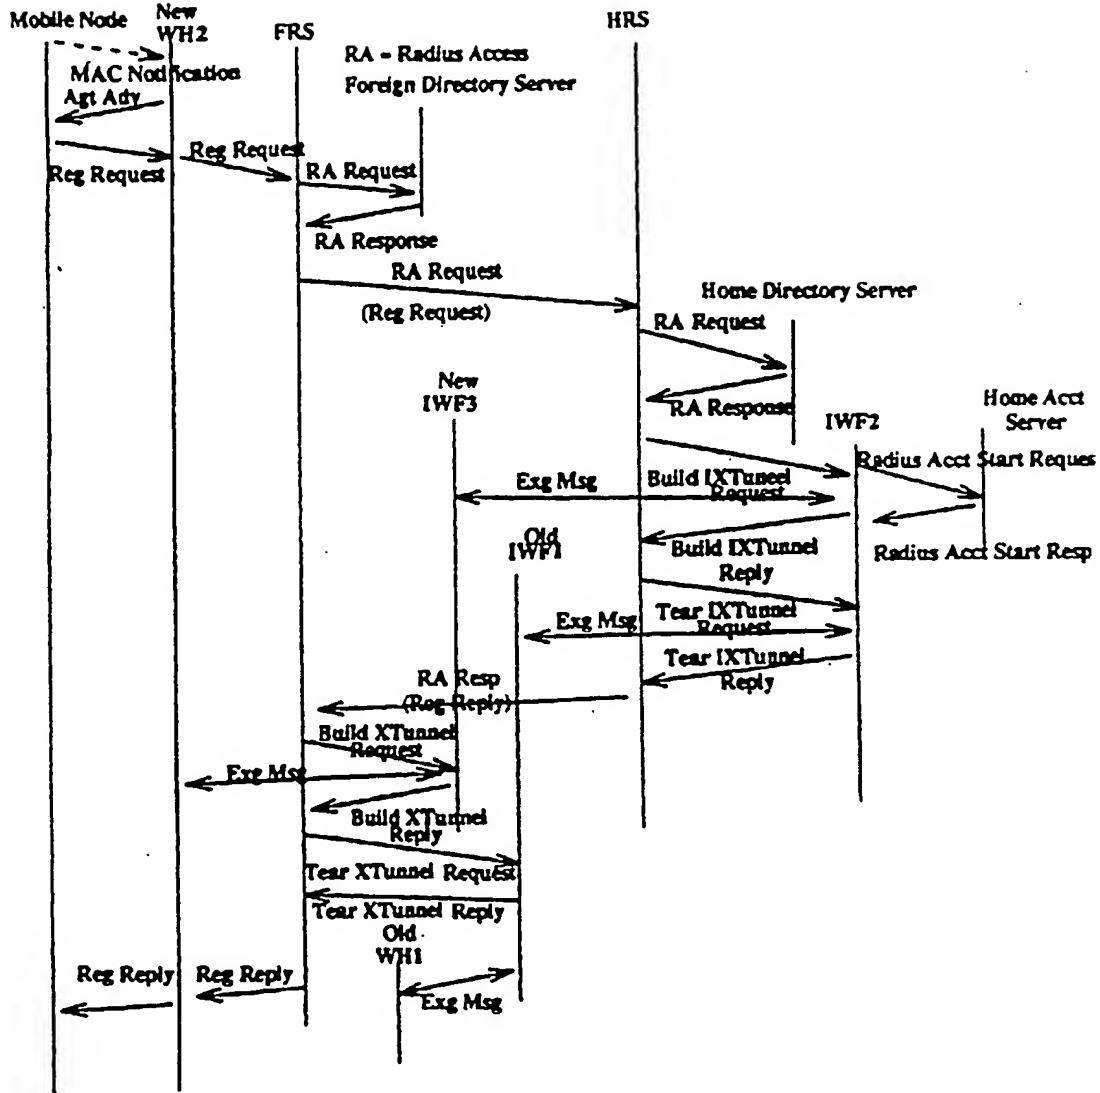 Mobile Node
New
WH2
FRS
HRS
RA - Radius Access
Foreign Directory Server
MAC Notification
Agt Adv
Reg Request
Reg Request
RA Request
RA Response
RA Request
(Reg Request)
Home Directory Server
RA Request
RA Response
New
IWF3
IWF2
Home Acct
Server
Radius Acct Start Reques
Exg Msg
Build IXTunnel
Request
Old
IWF1
Build IXTunnel
Reply
Radius Acct Start Resp
Exg Msg
Tear IXTunnel
Request
Tear IXTunnel
Reply
RA Resp
(Reg Reply)
Build XTunnel
Request
Exg Msg
Build XTunnel
Reply
Tear XTunnel Request
Tear XTunnel Reply
Old
WH1
Reg Reply
Reg Reply
Exg Msg